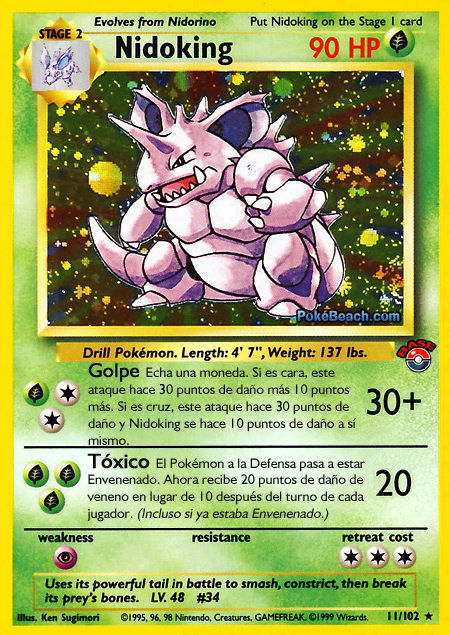 Evolves from Nidorino
Put Nidoking on the Stage 1 card
STAGE 2
Nidoking
90 HP
PokéBeach.com
Drill Pokémon. Length: 4' 7", Weight: 137 lbs.
BASE
Golpe Echa una moneda. Si es cara, este
ataque hace 30 puntos de daño más 10 puntos
más. Si es cruz, este ataque hace 30 puntos de
daño y Nidoking se hace 10 puntos de daño a sí
mismo.
30+
Tóxico El Pokémon a la Defensa pasa a estar
Envenenado. Ahora recibe 20 puntos de daño de
veneno en lugar de 10 después del turno de cada
jugador. (Incluso si ya estaba Envenenado.)
20
weakness
resistance
retreat cost
Uses its powerful tail in battle to smash, constrict, then break
its prey's bones. LV. 48 #34
Illus. Ken Sugimori
©1995, 96, 98 Nintendo, Creatures, GAMEFREAK. ©1999 Wizards.
11/102 ★